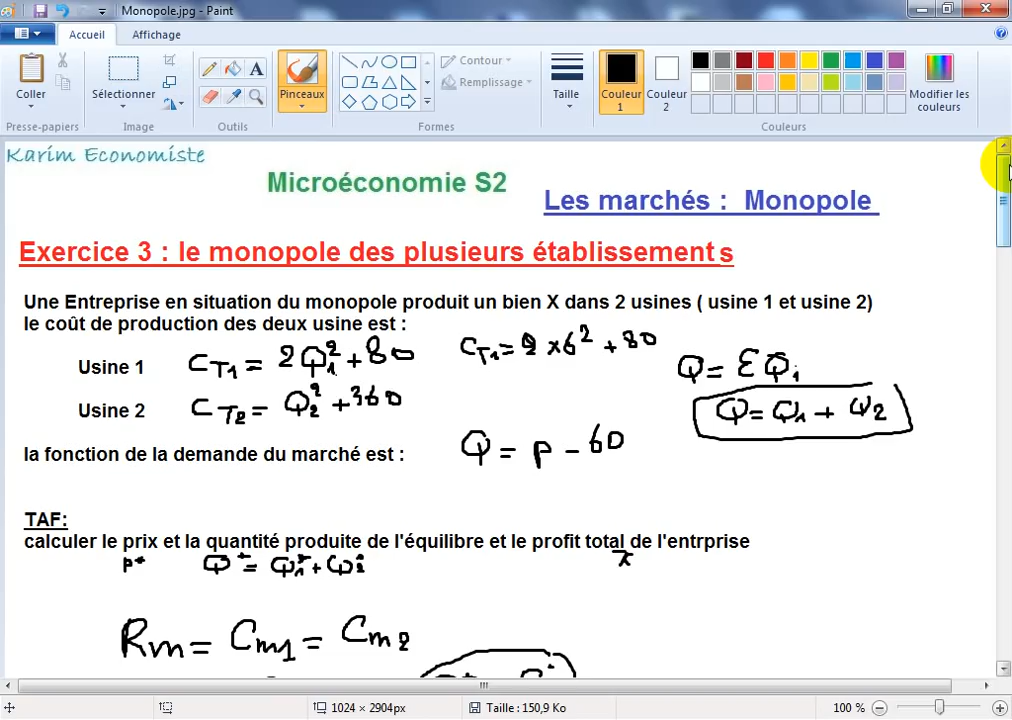 Monopole.jpg - Paint
Accueil
Affichage
Coller
Sélectionner
Pinceaux
Contour
Remplissage
Taille
Couleur 1
Couleur 2
Modifier les couleurs
Presse-papiers
Image
Outils
Formes
Couleurs
Karim Economiste
Microéconomie S2
Les marchés : Monopole
Exercice 3 : le monopole des plusieurs établissements
Une Entreprise en situation du monopole produit un bien X dans 2 usines ( usine 1 et usine 2)
le coût de production des deux usine est :
Usine 1 CT1 = 2Q1² + 80
CT1 = 2 x 6² + 80
Q = ΣQi
Usine 2 CT2 = Q2² + 360
Q = Q1 + Q2
la fonction de la demande du marché est : Q = P - 60
TAF:
calculer le prix et la quantité produite de l'équilibre et le profit total de l'entrprise
P* Q* = Q1* + Q2* π
Rm = Cm1 = Cm2
1024 × 2904px
Taille : 150,9 Ko
100 %